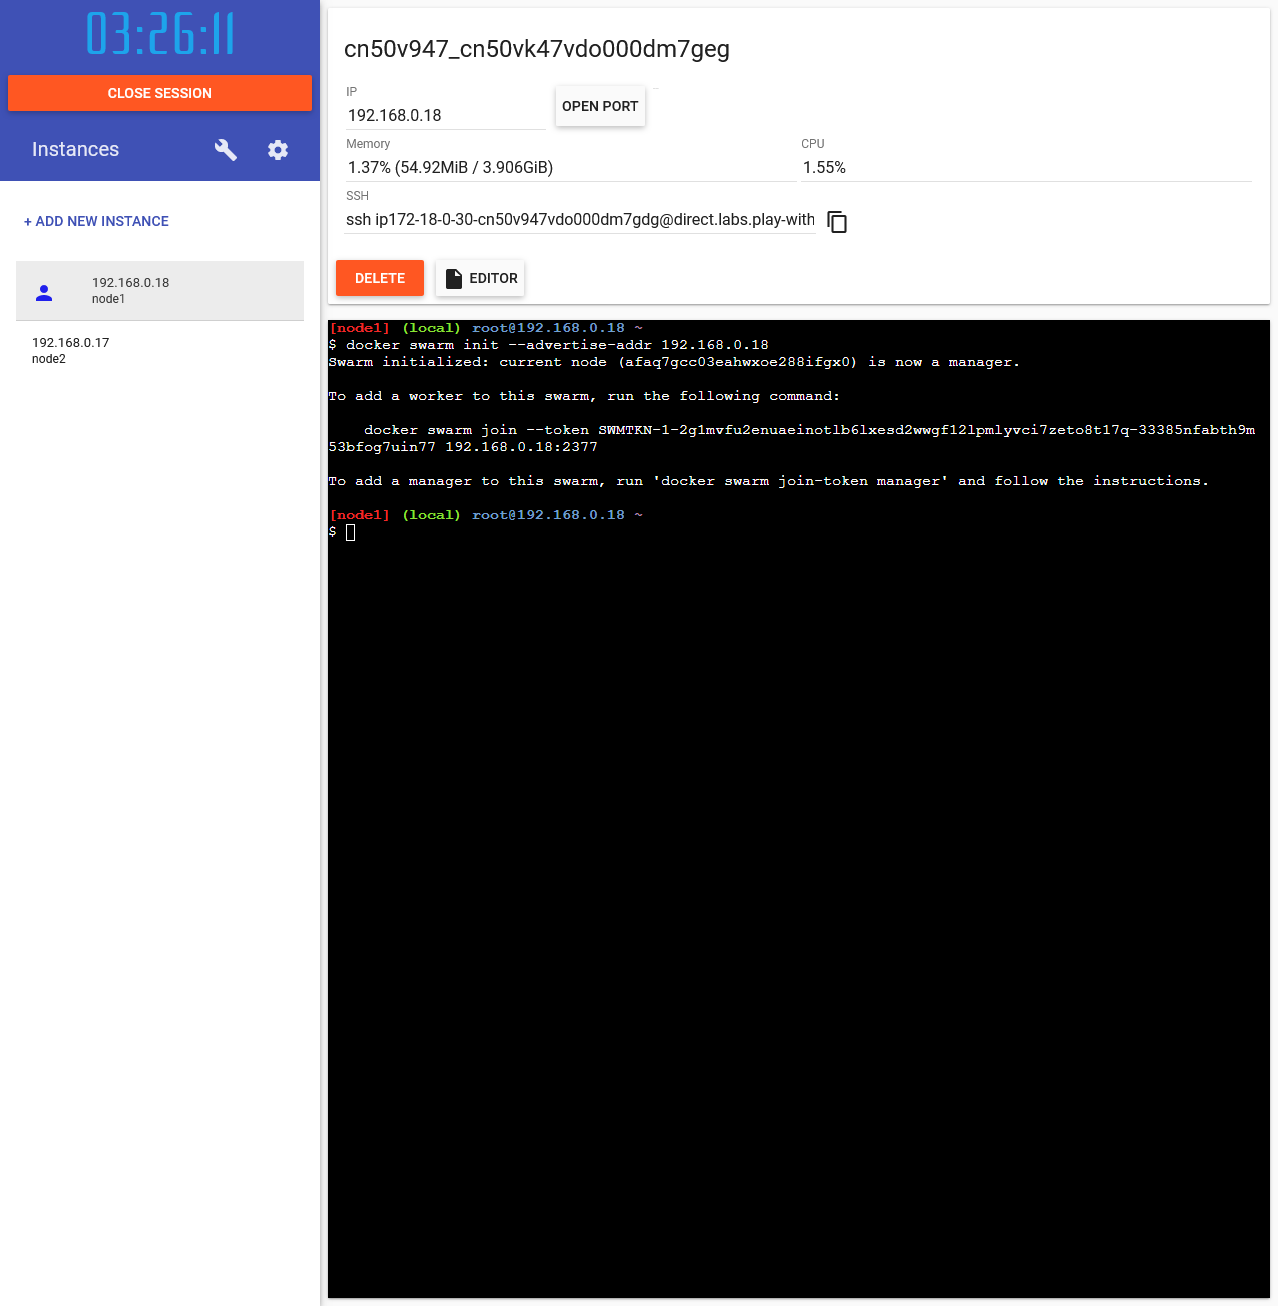 03:26:11
CLOSE SESSION
Instances
+ ADD NEW INSTANCE
192.168.0.18
node1
192.168.0.17
node2
cn50v947_cn50vk47vdo000dm7geg
IP
192.168.0.18
OPEN PORT
Memory
1.37% (54.92MiB / 3.906GiB)
CPU
1.55%
SSH
ssh ip172-18-0-30-cn50v947vdo000dm7gdg@direct.labs.play-with
DELETE
EDITOR
[node1] (local) root@192.168.0.18 ~
$ docker swarm init --advertise-addr 192.168.0.18
Swarm initialized: current node (afaq7gcc03eahwxoe288ifgx0) is now a manager.
To add a worker to this swarm, run the following command:
docker swarm join --token SWMTKN-1-2g1mvfu2enuaeinotlb6lxesd2wwgf12lpmlyvci7zeto8t17q-33385nfabth9m
53bfog7uin77 192.168.0.18:2377
To add a manager to this swarm, run 'docker swarm join-token manager' and follow the instructions.
[node1] (local) root@192.168.0.18 ~
$